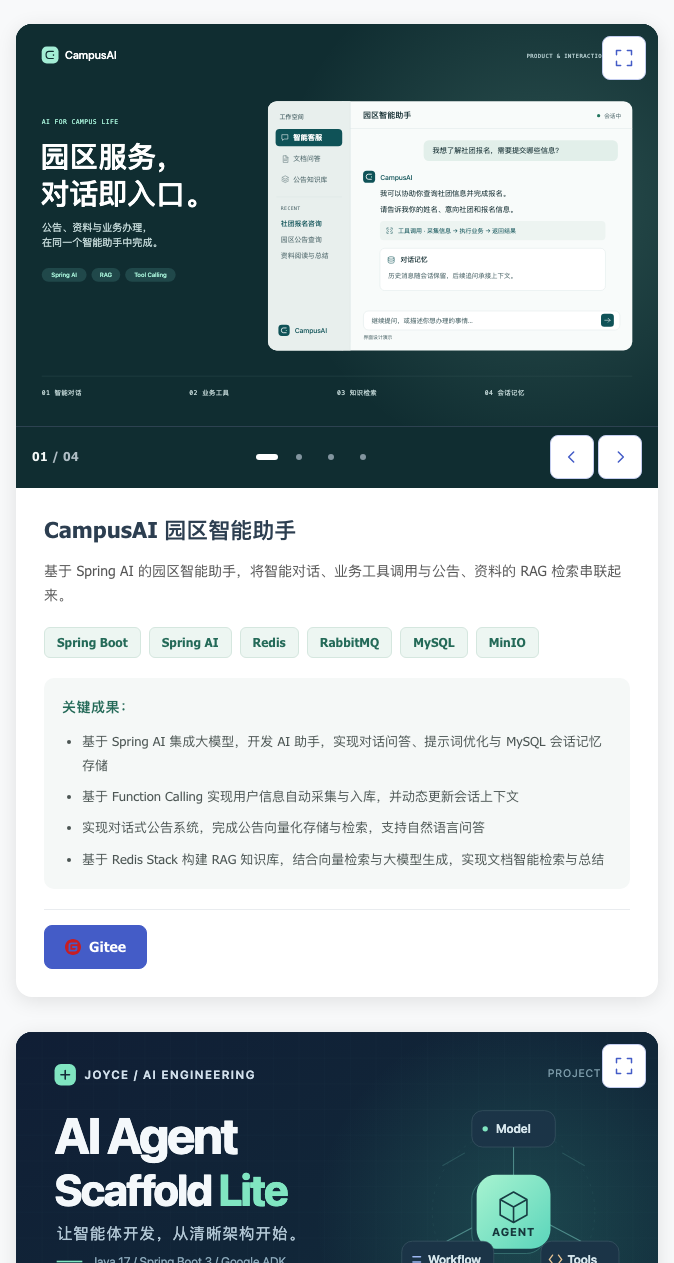 CampusAI
PRODUCT & INTERACTIO
AI FOR CAMPUS LIFE
园区服务，
对话即入口。
公告、资料与业务办理，
在同一个智能助手中完成。
Spring AI
RAG
Tool Calling
工作空间
智能客服
文档问答
公告知识库
RECENT
社团报名咨询
园区公告查询
资料阅读与总结
CampusAI
园区智能助手
会话中
我想了解社团报名，需要提交哪些信息？
CampusAI
我可以协助你查询社团信息并完成报名。
请告诉我你的姓名、意向社团和报名信息。
工具调用 · 采集信息 → 执行业务 → 返回结果
对话记忆
历史消息随会话保留，后续追问承接上下文。
继续提问，或描述你想办理的事情...
界面设计演示
01 智能对话
02 业务工具
03 知识检索
04 会话记忆
01 / 04
CampusAI 园区智能助手
基于 Spring AI 的园区智能助手，将智能对话、业务工具调用与公告、资料的 RAG 检索串联起
来。
Spring Boot
Spring AI
Redis
RabbitMQ
MySQL
MinIO
关键成果：
基于 Spring AI 集成大模型，开发 AI 助手，实现对话问答、提示词优化与 MySQL 会话记忆
存储
基于 Function Calling 实现用户信息自动采集与入库，并动态更新会话上下文
实现对话式公告系统，完成公告向量化存储与检索，支持自然语言问答
基于 Redis Stack 构建 RAG 知识库，结合向量检索与大模型生成，实现文档智能检索与总结
Gitee
JOYCE / AI ENGINEERING
PROJECT
AI Agent
Scaffold Lite
让智能体开发，从清晰架构开始。
Java 17 / Spring Boot 3 / Google ADK
Model
AGENT
Workflow
Tools